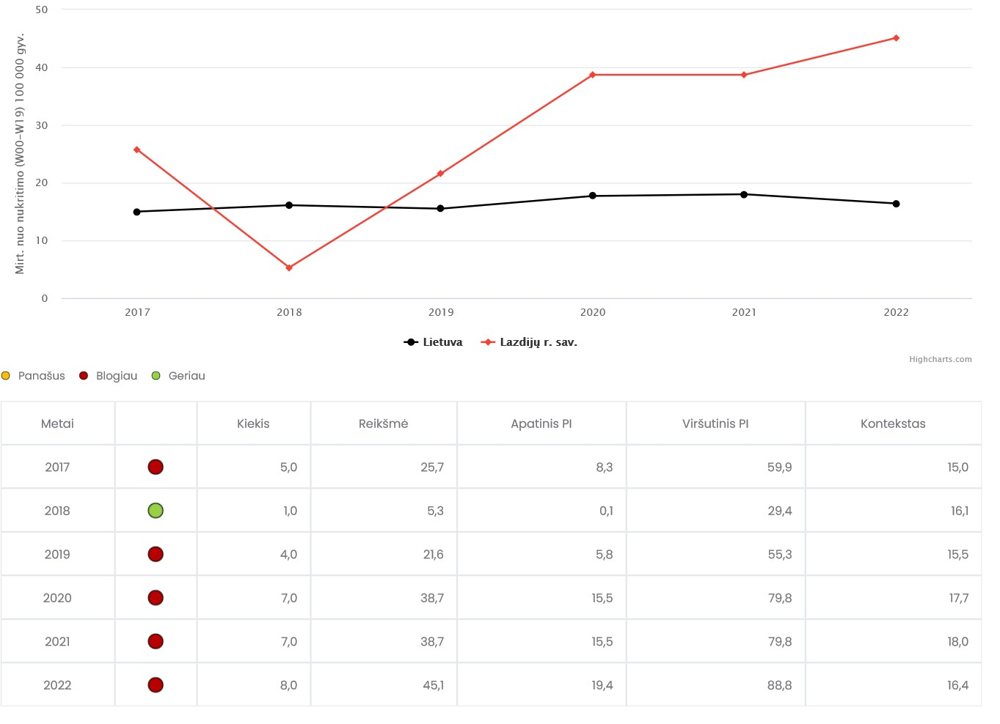 50
40
30
20
10
0
Mirt. nuo nukritimo (W00–W19) 100 000 gyv.
2017 2018 2019 2020 2021 2022
Lietuva Lazdijų r. sav.
Highcharts.com
Panašus Blogiau Geriau
Metai Kiekis Reikšmė Apatinis PI Viršutinis PI Kontekstas
2017 5,0 25,7 8,3 59,9 15,0
2018 1,0 5,3 0,1 29,4 16,1
2019 4,0 21,6 5,8 55,3 15,5
2020 7,0 38,7 15,5 79,8 17,7
2021 7,0 38,7 15,5 79,8 18,0
2022 8,0 45,1 19,4 88,8 16,4